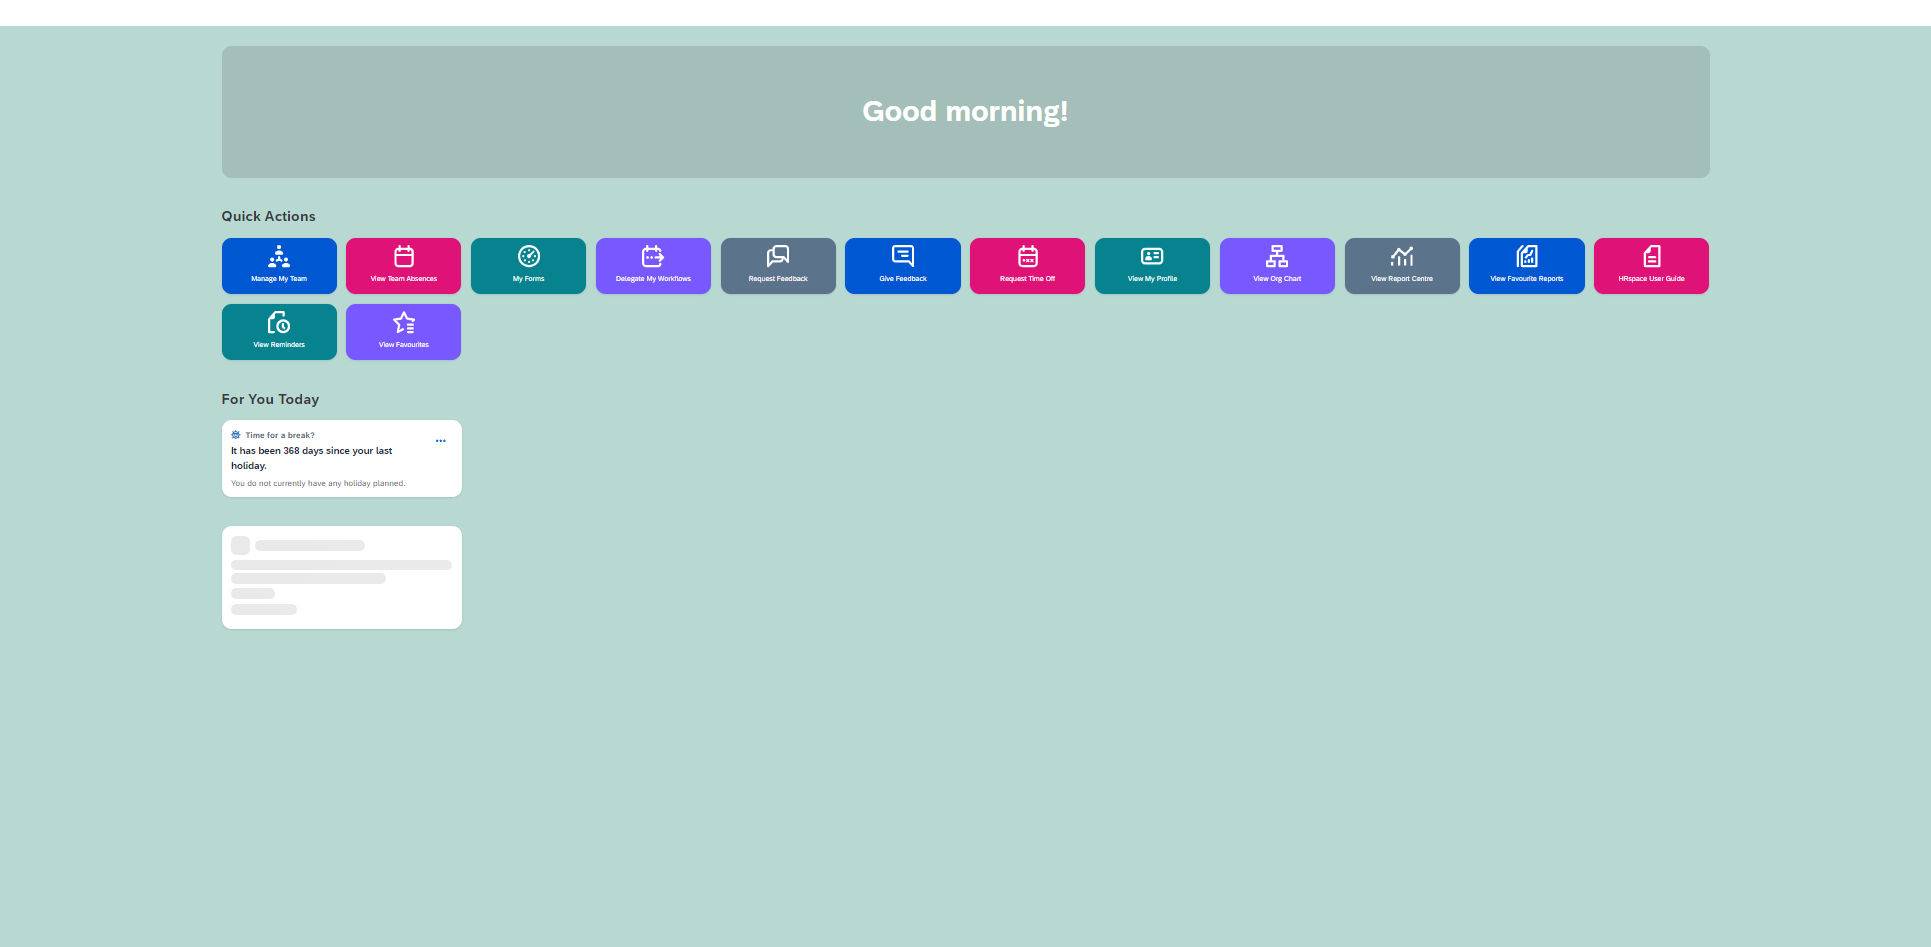 Good morning!
Quick Actions
Manage My Team
View Team Absences
My Forms
Delegate My Workflows
Request Feedback
Give Feedback
Request Time Off
View My Profile
View Org Chart
View Report Centre
View Favourite Reports
HRspace User Guide
View Reminders
View Favourites
For You Today
Time for a break?
It has been 368 days since your last
holiday.
You do not currently have any holiday planned.